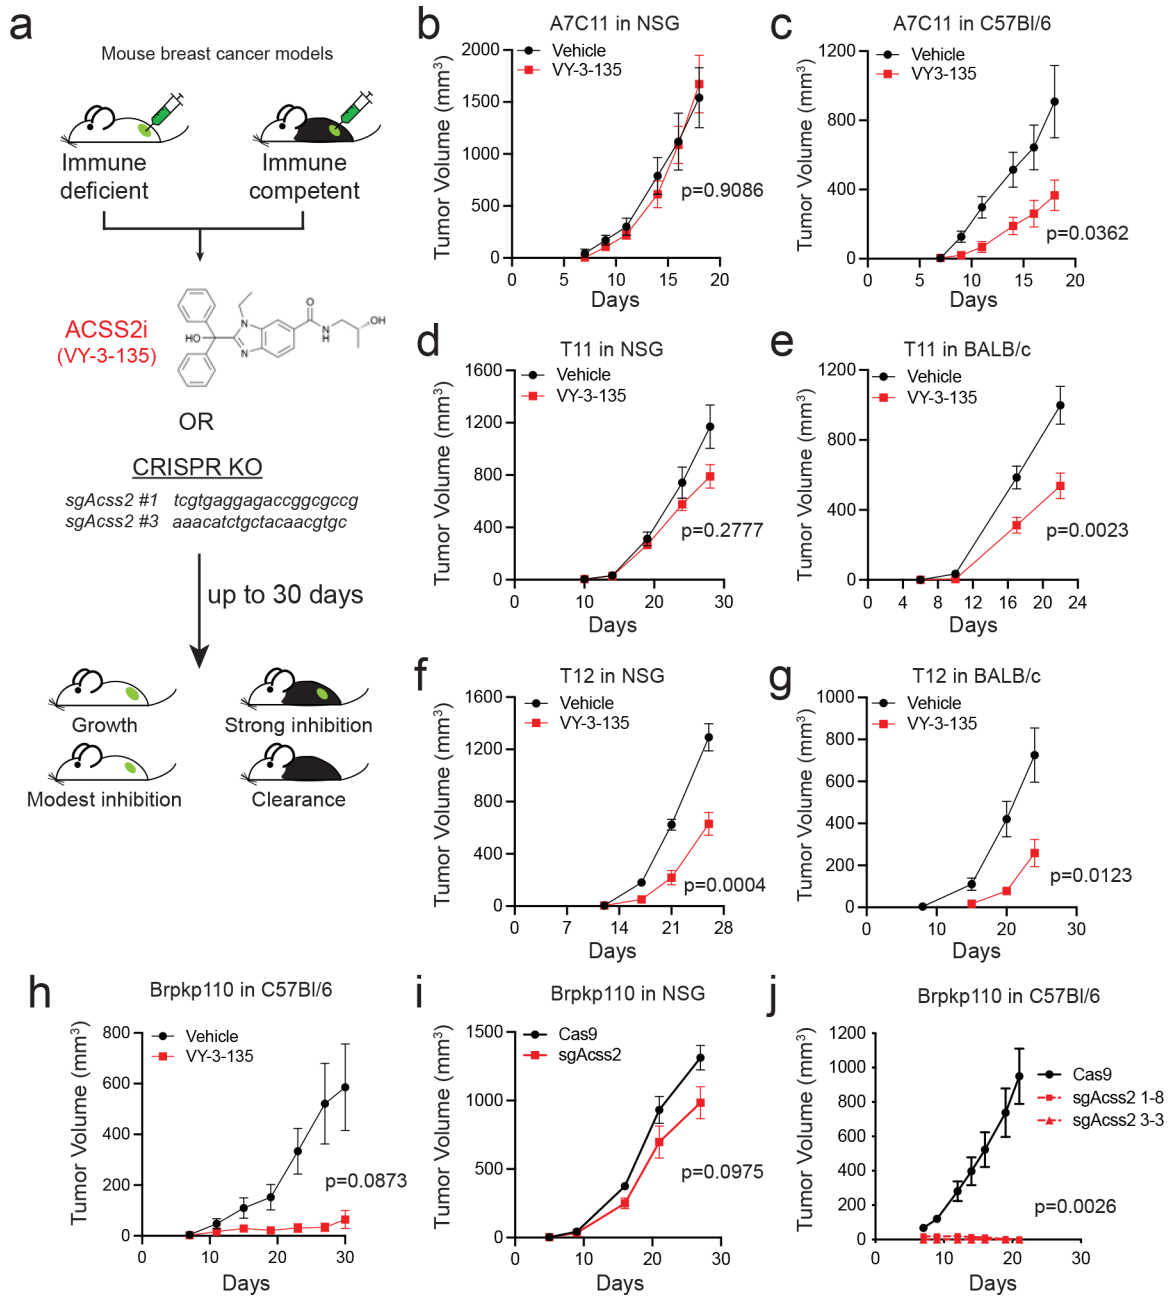 a
Mouse breast cancer models
Immune
deficient
Immune
competent
ACSS2i
(VY-3-135)
HO
N
N
O
N
H
OH
OR
CRISPR KO
sgAcss2 #1 tcgtgaggagaccggcgccg
sgAcss2 #3 aaacatctgctacaacgtgc
up to 30 days
Growth
Strong inhibition
Modest inhibition
Clearance
b
A7C11 in NSG
Vehicle
VY-3-135
Tumor Volume (mm³)
2000
1500
1000
500
0
p=0.9086
0 5 10 15 20
Days
c
A7C11 in C57Bl/6
Vehicle
VY3-135
Tumor Volume (mm³)
1200
800
400
0
p=0.0362
0 5 10 15 20
Days
d
T11 in NSG
Vehicle
VY-3-135
Tumor Volume (mm³)
1600
1200
800
400
0
p=0.2777
0 10 20 30
Days
e
T11 in BALB/c
Vehicle
VY-3-135
Tumor Volume (mm³)
1200
800
400
0
p=0.0023
0 4 8 12 16 20 24
Days
f
T12 in NSG
Vehicle
VY-3-135
Tumor Volume (mm³)
1600
1200
800
400
0
p=0.0004
0 7 14 21 28
Days
g
T12 in BALB/c
Vehicle
VY-3-135
Tumor Volume (mm³)
1000
800
600
400
200
0
p=0.0123
0 10 20 30
Days
h
Brpkp110 in C57Bl/6
Vehicle
VY-3-135
Tumor Volume (mm³)
800
600
400
200
0
p=0.0873
0 10 20 30
Days
i
Brpkp110 in NSG
Cas9
sgAcss2
Tumor Volume (mm³)
1500
1000
500
0
p=0.0975
0 10 20 30
Days
j
Brpkp110 in C57Bl/6
Cas9
sgAcss2 1-8
sgAcss2 3-3
Tumor Volume (mm³)
1200
1000
800
600
400
200
0
p=0.0026
0 10 20 30
Days